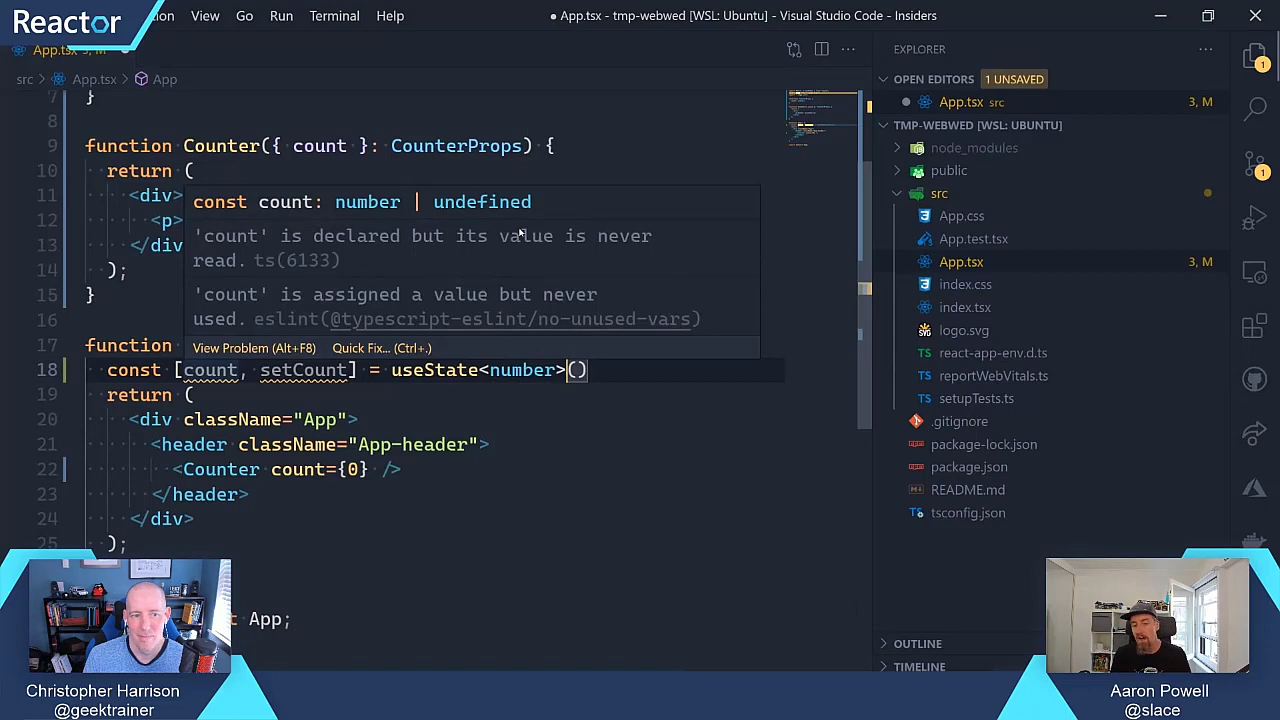 Reactor
tion View Go Run Terminal Help
● App.tsx - tmp-webwed [WSL: Ubuntu] - Visual Studio Code - Insiders
App.tsx 3, M
src > App.tsx > App
7 }
8
9 function Counter({ count }: CounterProps) {
10 return (
11 <div>
12 <p>
13 </div
14 );
15 }
16
17 function
18 const [count, setCount] = useState<number>()
19 return (
20 <div className="App">
21 <header className="App-header">
22 <Counter count={0} />
23 </header>
24 </div>
25 );
App;
const count: number | undefined
'count' is declared but its value is never
read. ts(6133)
'count' is assigned a value but never
used. eslint(@typescript-eslint/no-unused-vars)
View Problem (Alt+F8) Quick Fix... (Ctrl+.)
EXPLORER
OPEN EDITORS 1 UNSAVED
● App.tsx src 3, M
TMP-WEBWED [WSL: UBUNTU]
node_modules
public
src
App.css
App.test.tsx
App.tsx 3, M
index.css
index.tsx
logo.svg
react-app-env.d.ts
reportWebVitals.ts
setupTests.ts
.gitignore
package-lock.json
package.json
README.md
tsconfig.json
OUTLINE
TIMELINE
1
1
Christopher Harrison
@geektrainer
Aaron Powell
@slace